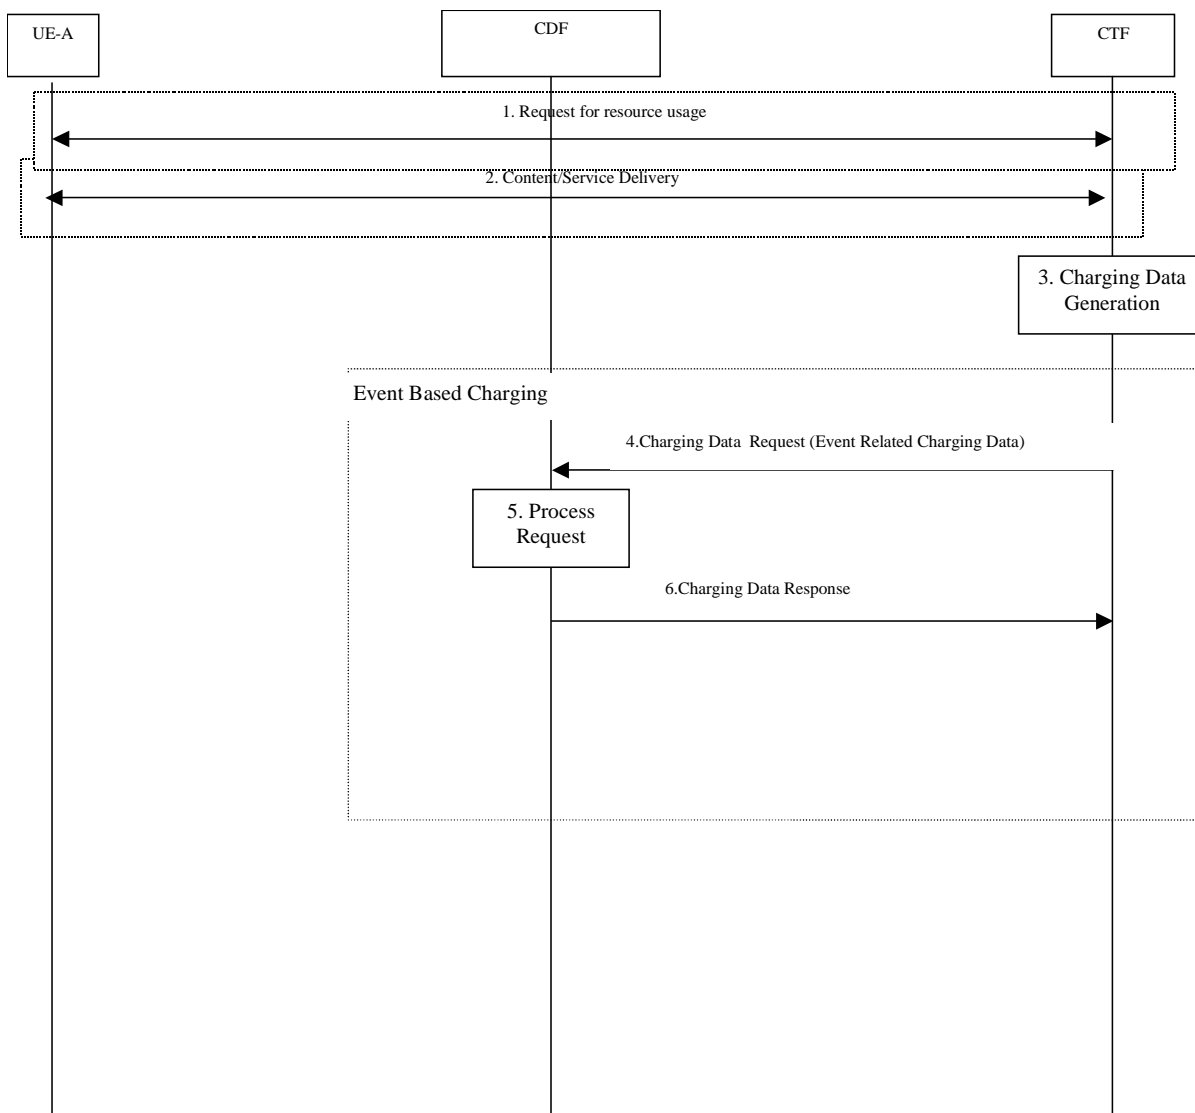 UE-A
CDF
CTF
1. Request for resource usage
2. Content/Service Delivery
3. Charging Data
Generation
Event Based Charging
4.Charging Data  Request (Event Related Charging Data)
5. Process
Request
6.Charging Data Response